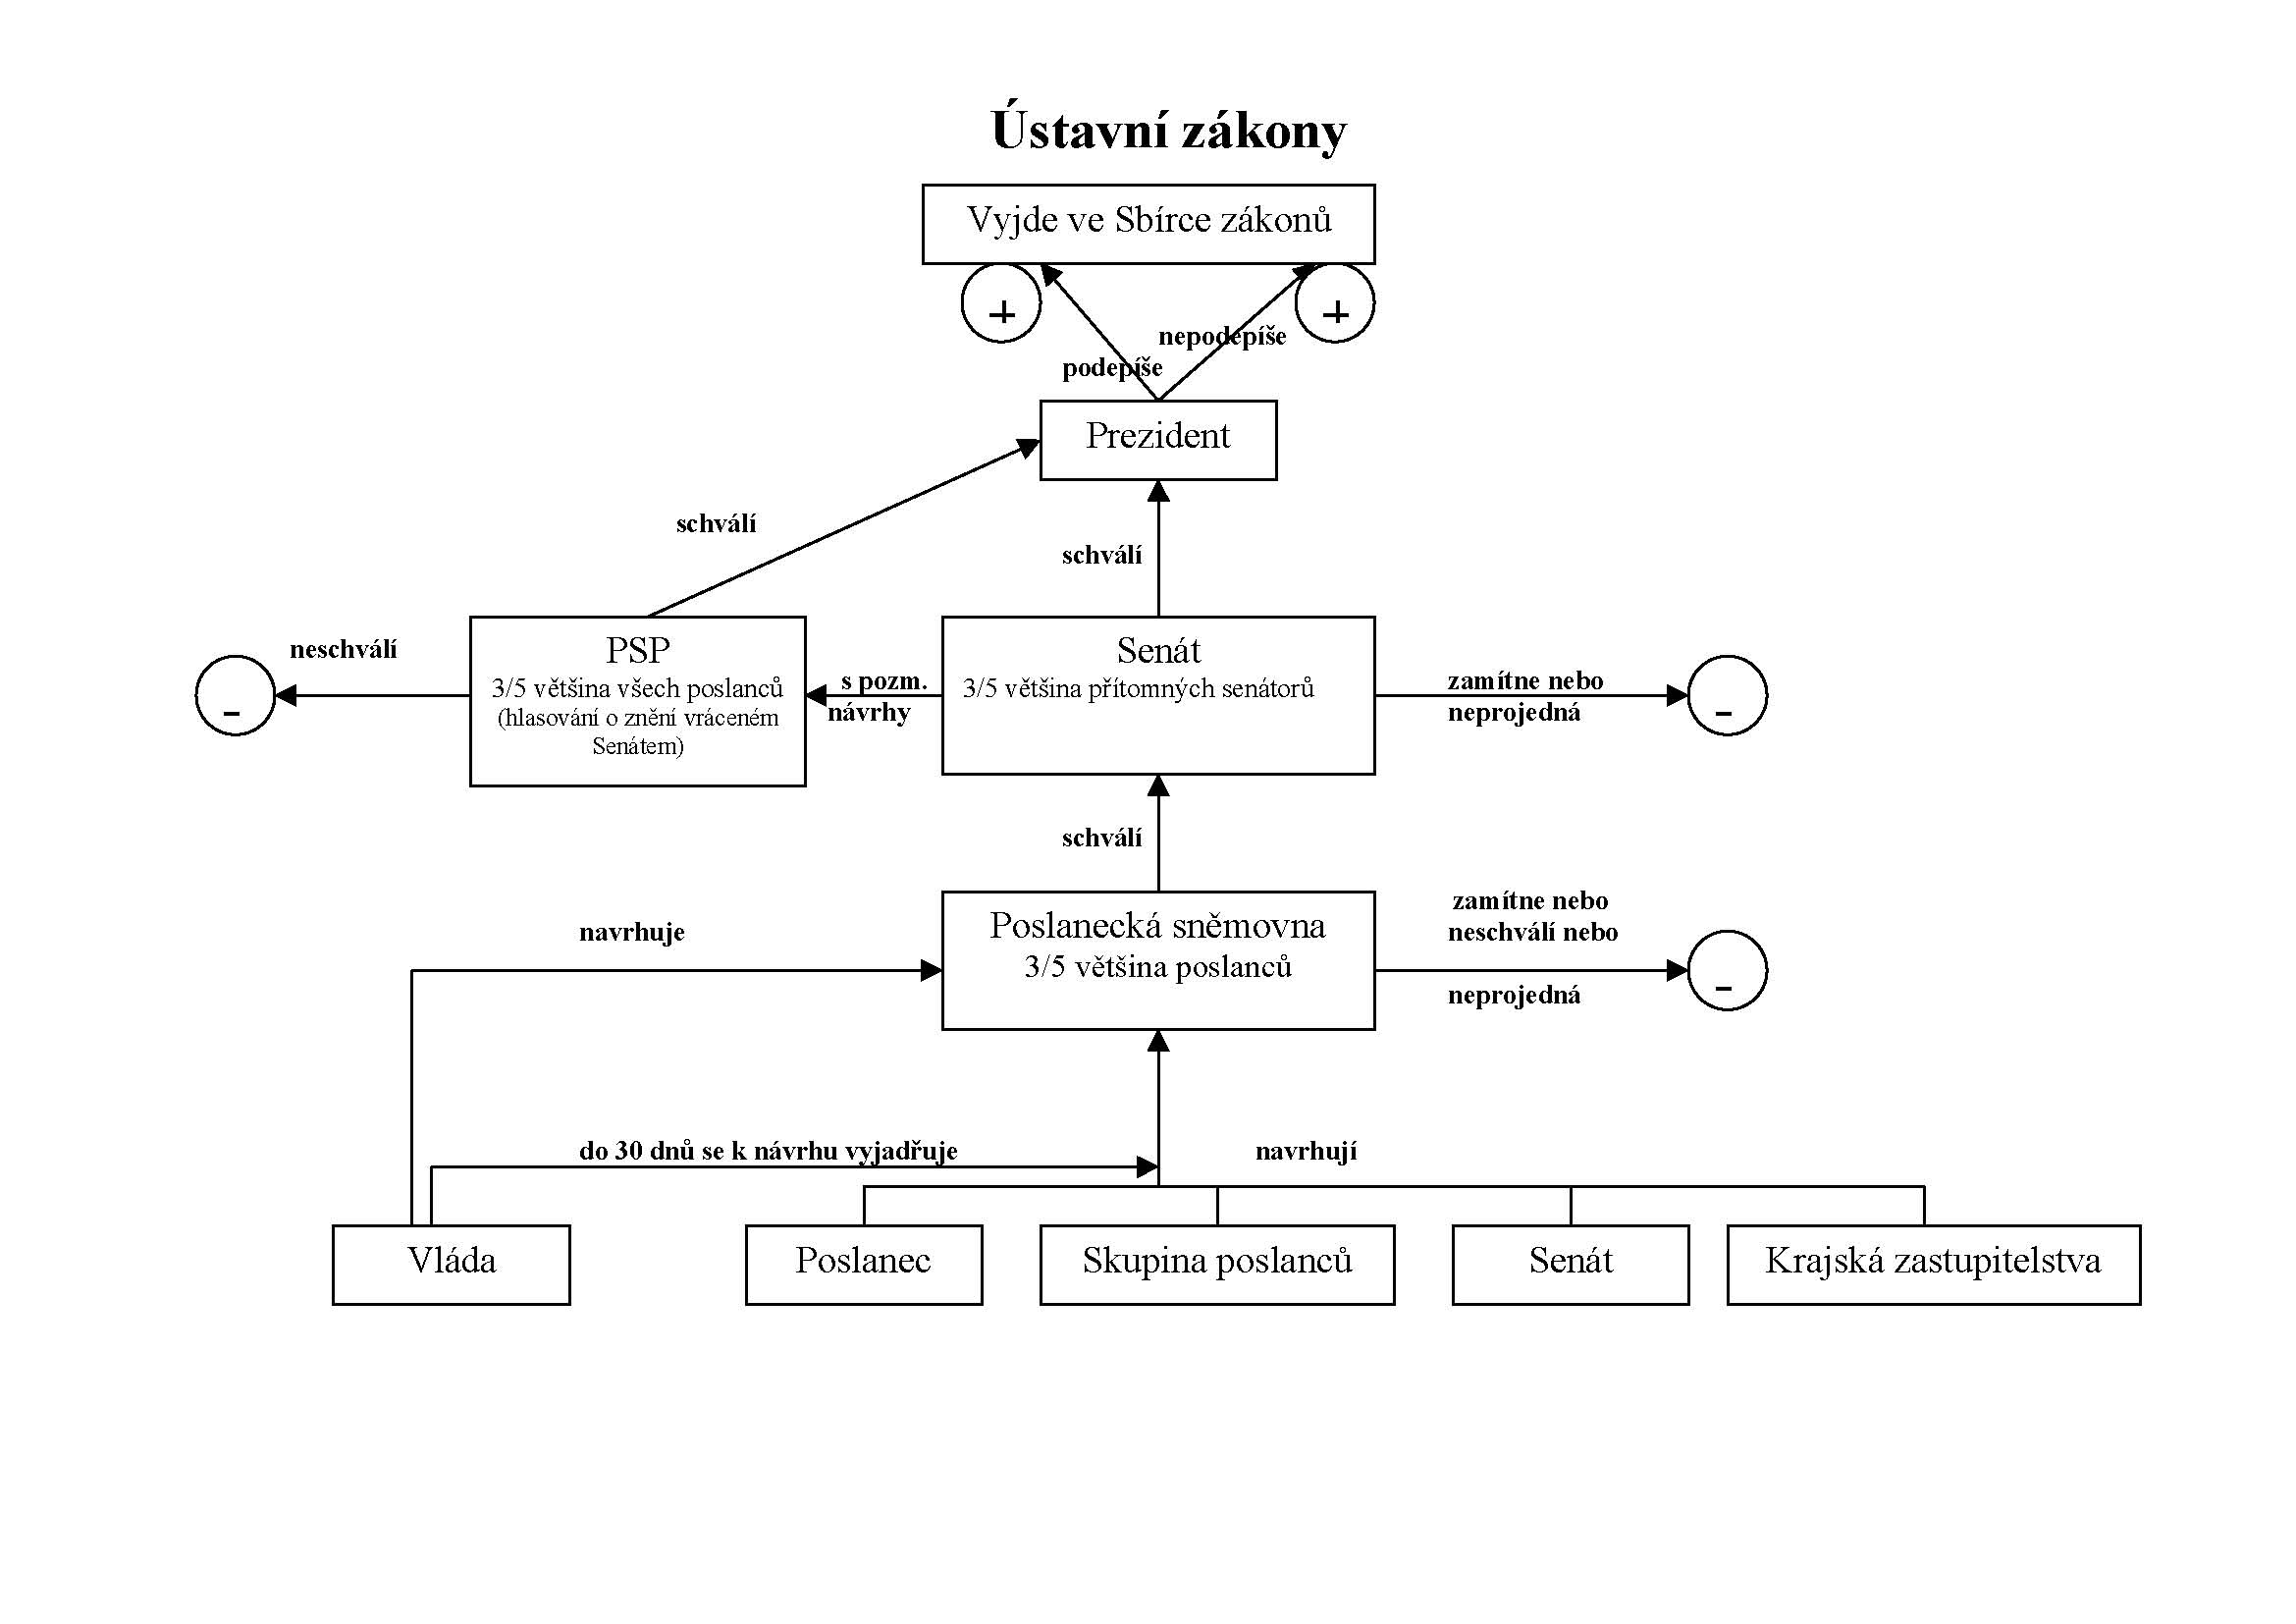 Ústavní zákony
Vyjde ve Sbírce zákonů
+
+
nepodepíše
podepíše
Prezident
schválí
schválí
neschválí
-
PSP
3/5 většina všech poslanců
(hlasování o znění vráceném
Senátem)
s pozm.
návrhy
Senát
3/5 většina přítomných senátorů
zamítne nebo
neprojedná
-
schválí
navrhuje
Poslanecká sněmovna
3/5 většina poslanců
zamítne nebo
neschválí nebo
neprojedná
-
do 30 dnů se k návrhu vyjadřuje
navrhují
Vláda
Poslanec
Skupina poslanců
Senát
Krajská zastupitelstva